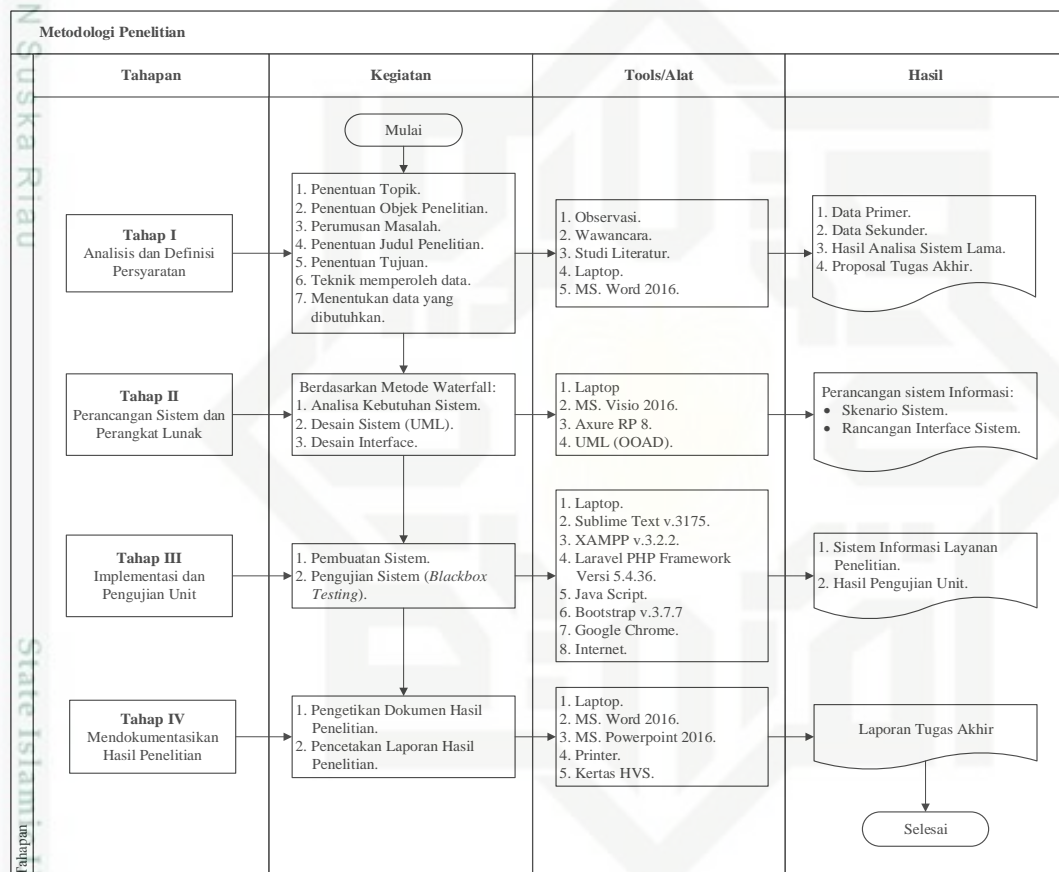 Metodologi Penelitian
Tahapan
Kegiatan
Tools/Alat
Hasil
Mulai
Tahap I
Analisis dan Definisi
Persyaratan
1. Penentuan Topik.
2. Penentuan Objek Penelitian.
3. Perumusan Masalah.
4. Penentuan Judul Penelitian.
5. Penentuan Tujuan.
6. Teknik memperoleh data.
7. Menentukan data yang
dibutuhkan.
1. Observasi.
2. Wawancara.
3. Studi Literatur.
4. Laptop.
5. MS. Word 2016.
1. Data Primer.
2. Data Sekunder.
3. Hasil Analisa Sistem Lama.
4. Proposal Tugas Akhir.
Tahap II
Perancangan Sistem dan
Perangkat Lunak
Berdasarkan Metode Waterfall:
1. Analisa Kebutuhan Sistem.
2. Desain Sistem (UML).
3. Desain Interface.
1. Laptop
2. MS. Visio 2016.
3. Axure RP 8.
4. UML (OOAD).
Perancangan sistem Informasi:
• Skenario Sistem.
• Rancangan Interface Sistem.
Tahap III
Implementasi dan
Pengujian Unit
1. Pembuatan Sistem.
2. Pengujian Sistem (Blackbox
Testing).
1. Laptop.
2. Sublime Text v.3175.
3. XAMPP v.3.2.2.
4. Laravel PHP Framework
Versi 5.4.36.
5. Java Script.
6. Bootstrap v.3.7.7
7. Google Chrome.
8. Internet.
1. Sistem Informasi Layanan
Penelitian.
2. Hasil Pengujian Unit.
Tahap IV
Mendokumentasikan
Hasil Penelitian
1. Pengetikan Dokumen Hasil
Penelitian.
2. Pencetakan Laporan Hasil
Penelitian.
1. Laptop.
2. MS. Word 2016.
3. MS. Powerpoint 2016.
4. Printer.
5. Kertas HVS.
Laporan Tugas Akhir
Selesai
Tahapan
N Suska Riau
State Islamic